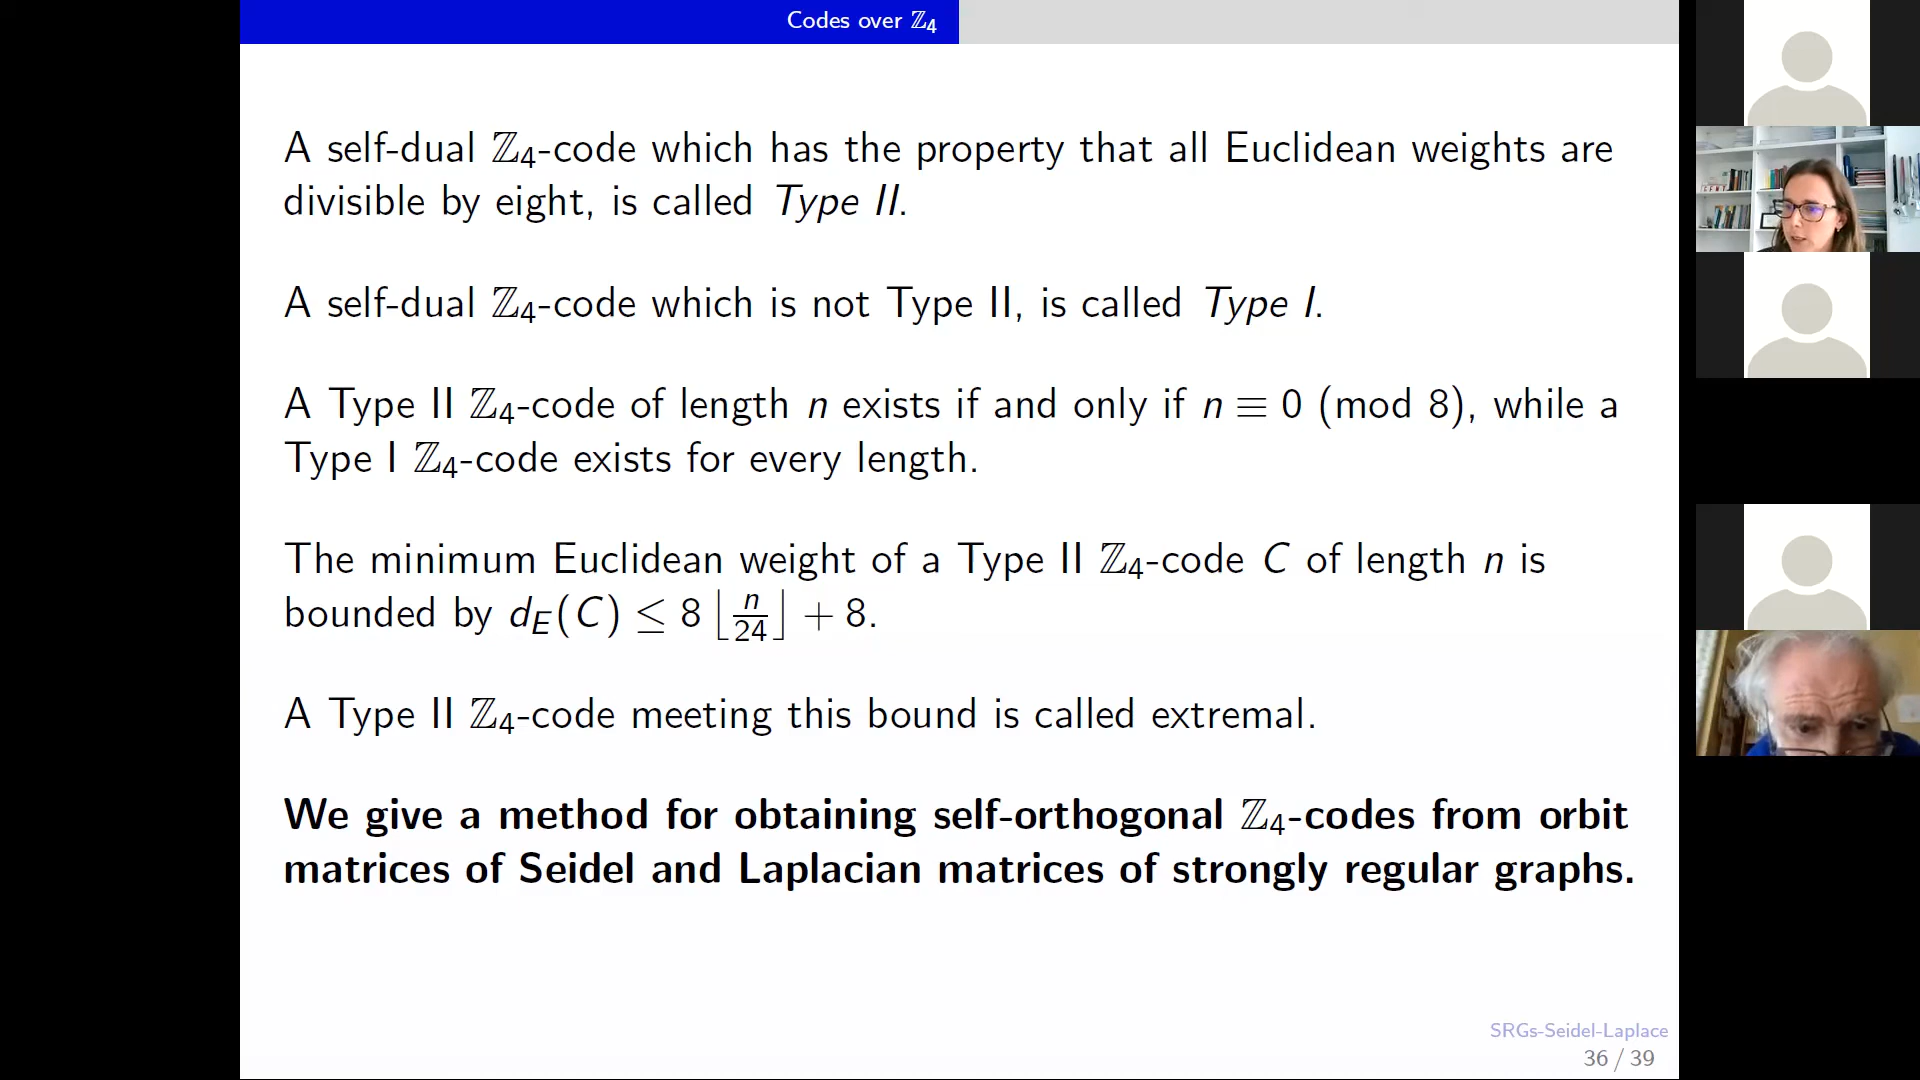 Codes over ℤ₄
A self-dual ℤ₄-code which has the property that all Euclidean weights are
divisible by eight, is called Type II.
A self-dual ℤ₄-code which is not Type II, is called Type I.
A Type II ℤ₄-code of length n exists if and only if n ≡ 0 (mod 8), while a
Type I ℤ₄-code exists for every length.
The minimum Euclidean weight of a Type II ℤ₄-code C of length n is
bounded by d_E(C) ≤ 8 ⌊n/24⌋ + 8.
A Type II ℤ₄-code meeting this bound is called extremal.
We give a method for obtaining self-orthogonal ℤ₄-codes from orbit
matrices of Seidel and Laplacian matrices of strongly regular graphs.
SRGs-Seidel-Laplace
36 / 39